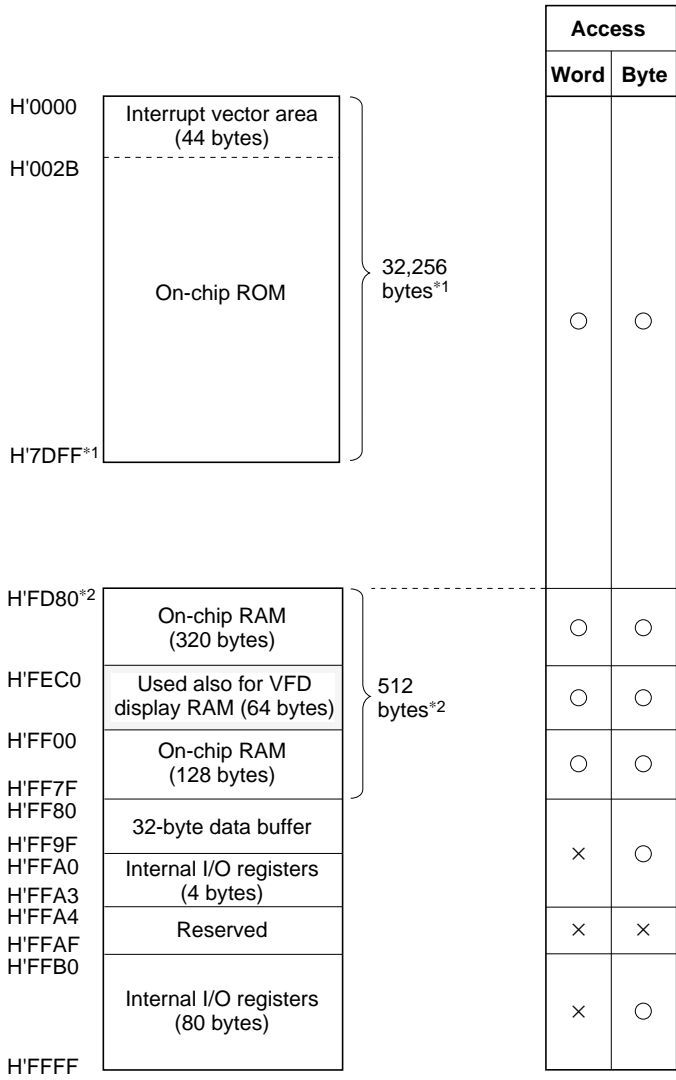 Access
Word Byte
H'0000
Interrupt vector area
(44 bytes)
H'002B
On-chip ROM
32,256
bytes*1
○ ○
H'7DFF*1
H'FD80*2
On-chip RAM
(320 bytes)
○ ○
H'FEC0
Used also for VFD
display RAM (64 bytes)
512
bytes*2
○ ○
H'FF00
On-chip RAM
(128 bytes)
○ ○
H'FF7F
H'FF80
32-byte data buffer
H'FF9F
× ○
H'FFA0
Internal I/O registers
(4 bytes)
H'FFA3
H'FFA4
Reserved
× ×
H'FFAF
H'FFB0
Internal I/O registers
(80 bytes)
× ○
H'FFFF